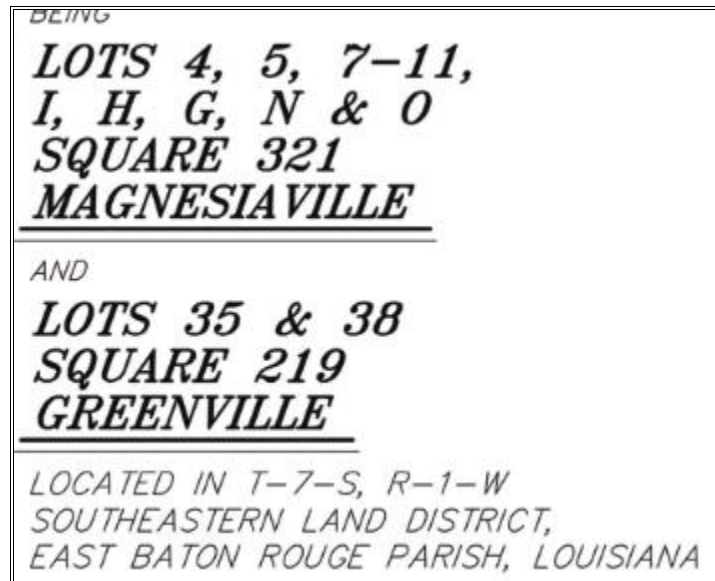 BEING
LOTS 4, 5, 7-11,
I, H, G, N & O
SQUARE 321
MAGNESIAVILLE
AND
LOTS 35 & 38
SQUARE 219
GREENVILLE
LOCATED IN T-7-S, R-1-W
SOUTHEASTERN LAND DISTRICT,
EAST BATON ROUGE PARISH, LOUISIANA